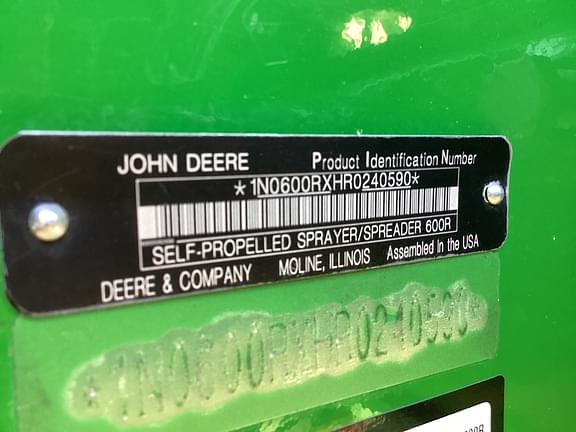 JOHN DEERE Product Identification Number
*1N0600RXHR0240590*
SELF-PROPELLED SPRAYER/SPREADER 600R
DEERE & COMPANY MOLINE, ILLINOIS Assembled In the USA
*1N0600RXHR0240590*